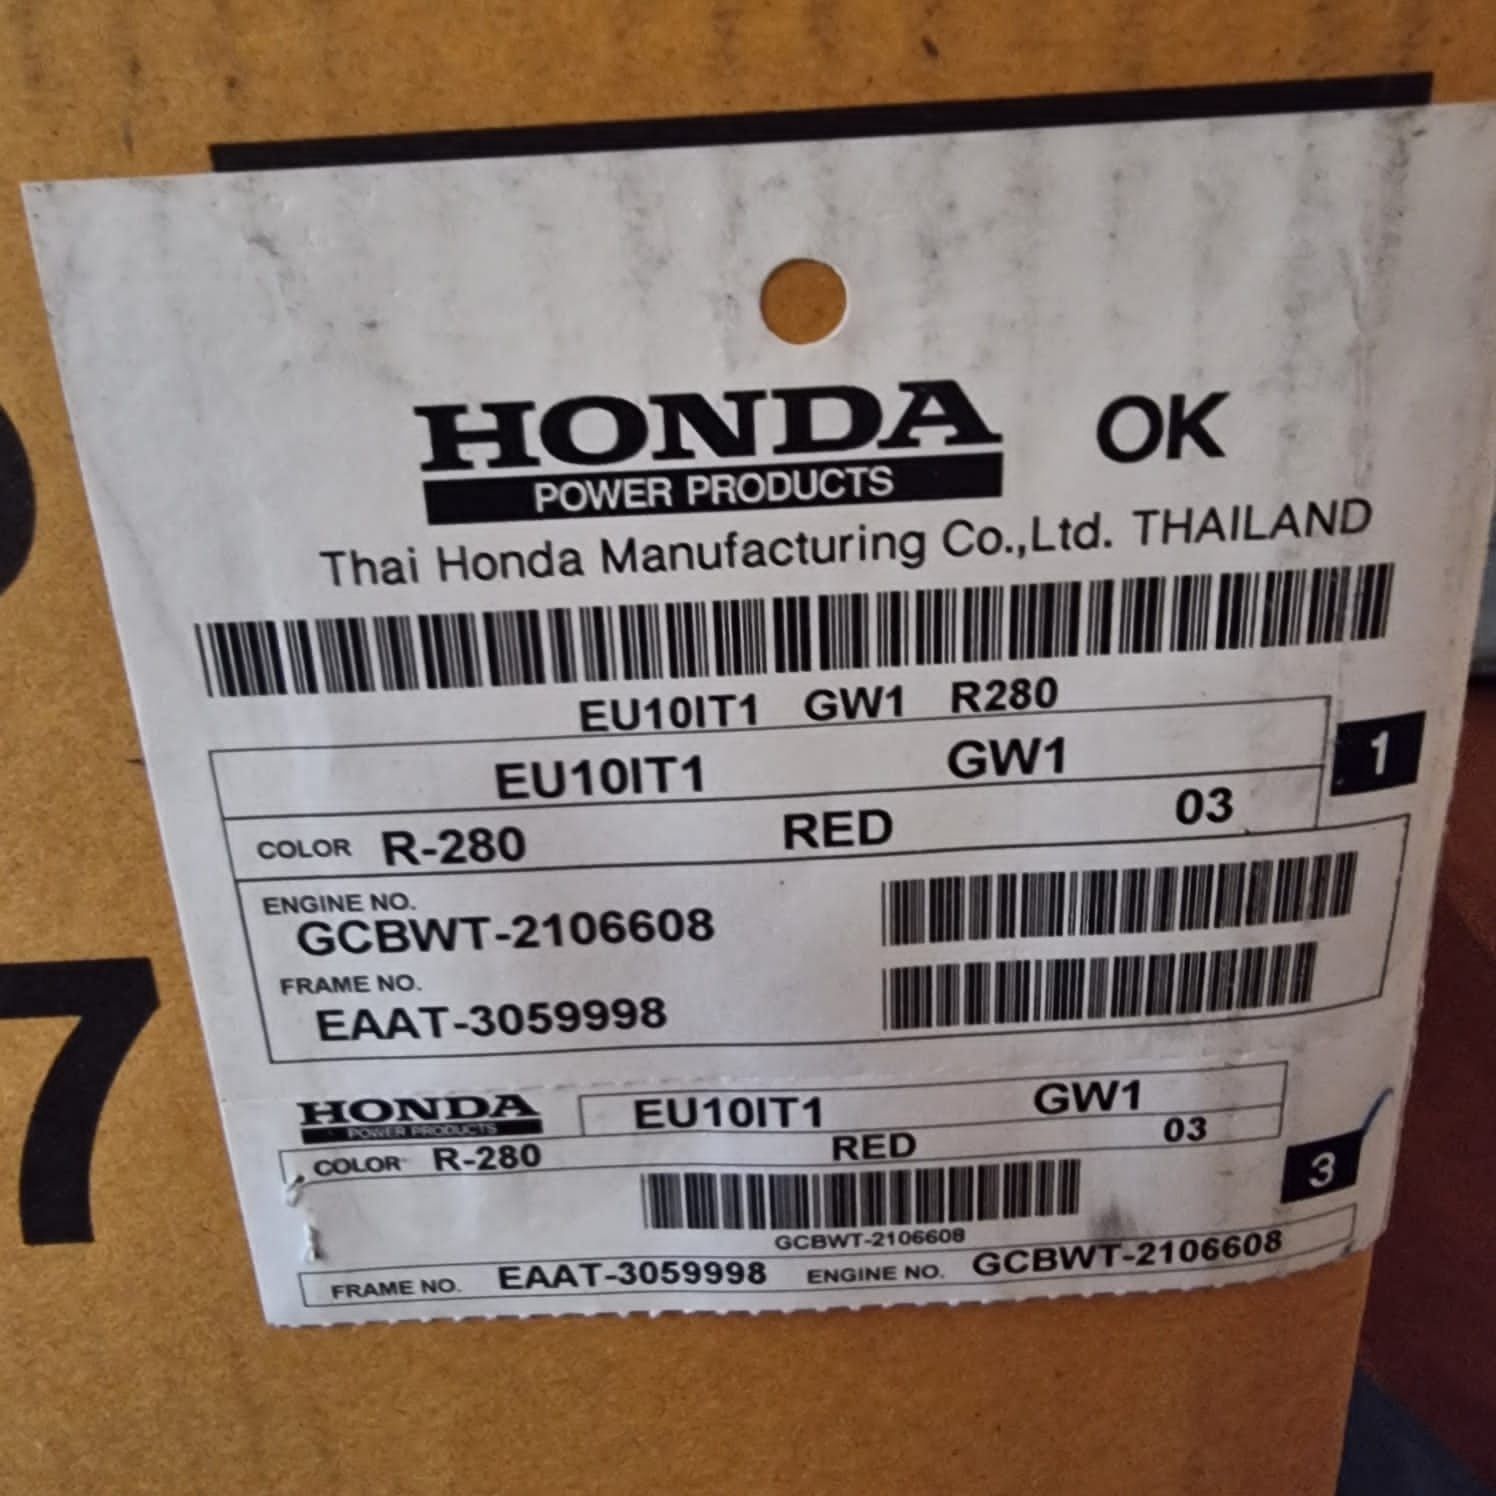 HONDA OK
POWER PRODUCTS
Thai Honda Manufacturing Co.,Ltd. THAILAND
EU10IT1 GW1 R280
EU10IT1 GW1 1
COLOR R-280 RED 03
ENGINE NO.
GCBWT-2106608
FRAME NO.
EAAT-3059998
7
HONDA EU10IT1 GW1
POWER PRODUCTS
COLOR R-280 RED 03
3
GCBWT-2106608
FRAME NO. EAAT-3059998 ENGINE NO. GCBWT-2106608